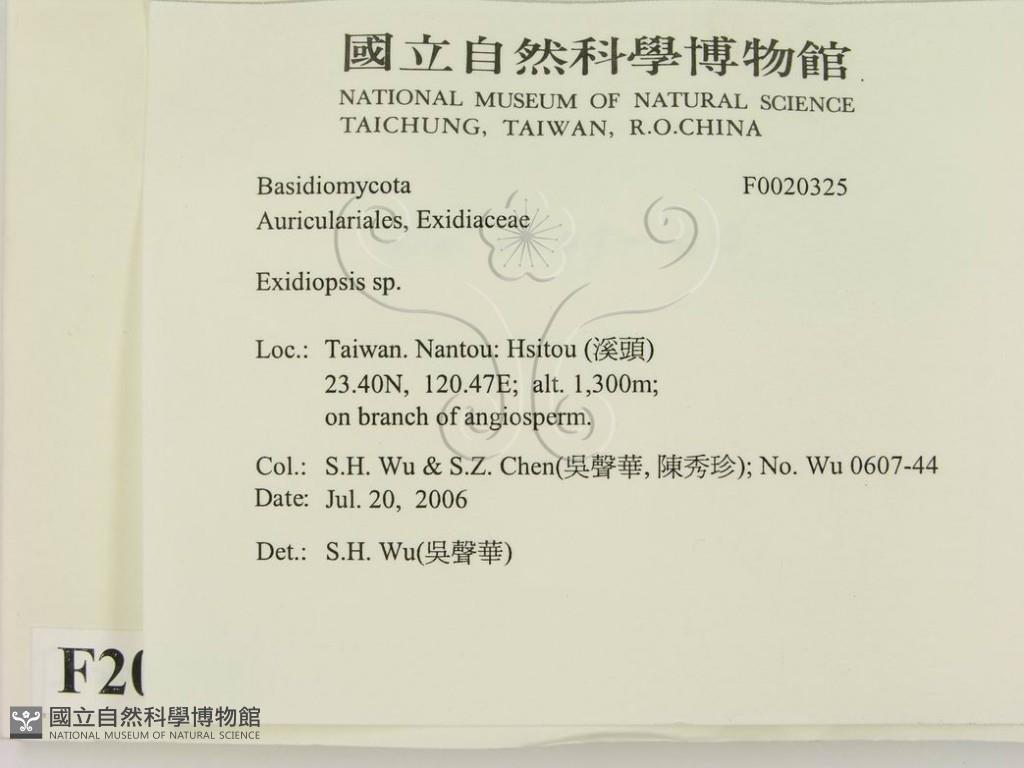 國立自然科學博物館
NATIONAL MUSEUM OF NATURAL SCIENCE
TAICHUNG, TAIWAN, R.O.CHINA
Basidiomycota F0020325
Auriculariales, Exidiaceae
Exidiopsis sp.
Loc.: Taiwan. Nantou: Hsitou (溪頭)
23.40N, 120.47E; alt. 1,300m;
on branch of angiosperm.
Col.: S.H. Wu & S.Z. Chen(吳聲華, 陳秀珍); No. Wu 0607-44
Date: Jul. 20, 2006
Det.: S.H. Wu(吳聲華)
F20
國立自然科學博物館
NATIONAL MUSEUM OF NATURAL SCIENCE